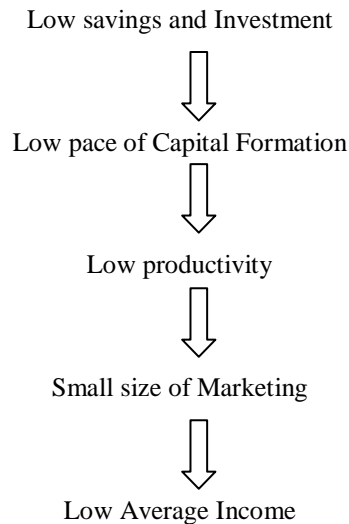 Low savings and Investment
Low pace of Capital Formation
Low productivity
Small size of Marketing
Low Average Income